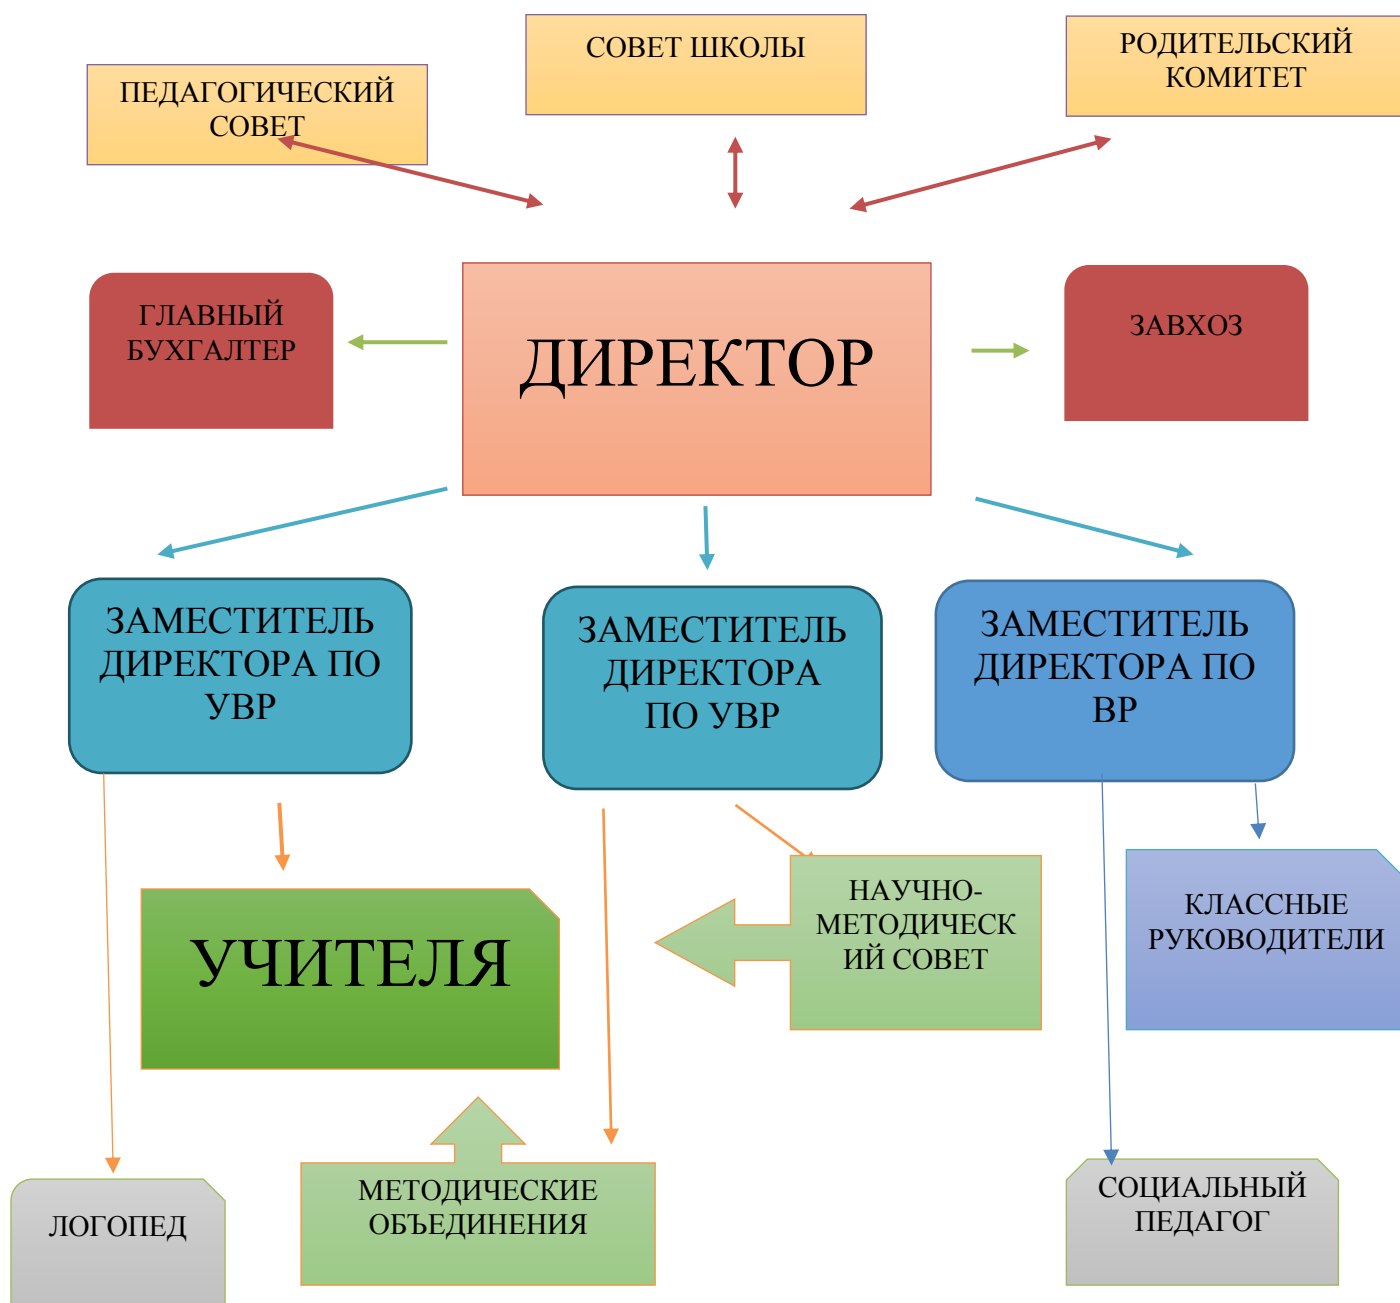 СОВЕТ ШКОЛЫ
РОДИТЕЛЬСКИЙ
КОМИТЕТ
ПЕДАГОГИЧЕСКИЙ
СОВЕТ
ГЛАВНЫЙ
БУХГАЛТЕР
ДИРЕКТОР
ЗАВХОЗ
ЗАМЕСТИТЕЛЬ
ДИРЕКТОРА ПО
УВР
ЗАМЕСТИТЕЛЬ
ДИРЕКТОРА
ПО УВР
ЗАМЕСТИТЕЛЬ
ДИРЕКТОРА ПО
ВР
УЧИТЕЛЯ
НАУЧНО-
МЕТОДИЧЕСК
ИЙ СОВЕТ
КЛАССНЫЕ
РУКОВОДИТЕЛИ
ЛОГОПЕД
МЕТОДИЧЕСКИЕ
ОБЪЕДИНЕНИЯ
СОЦИАЛЬНЫЙ
ПЕДАГОГ